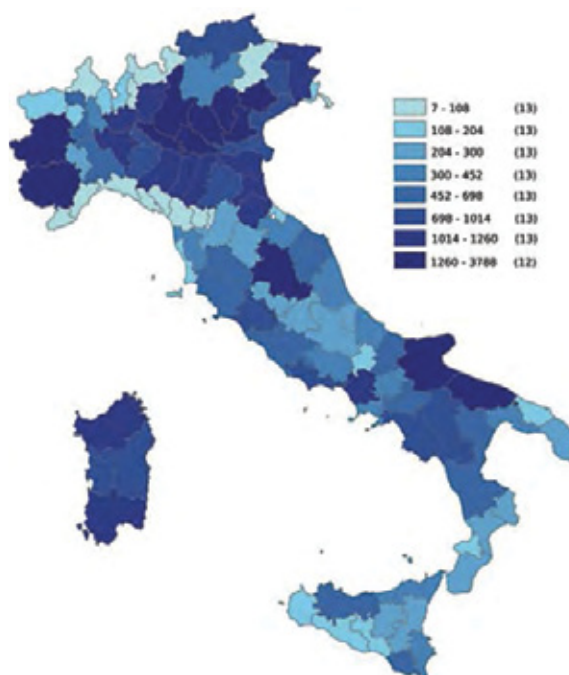 7 - 108 (13)
108 - 204 (13)
204 - 300 (13)
300 - 452 (13)
452 - 698 (13)
698 - 1014 (13)
1014 - 1260 (13)
1260 - 3788 (12)